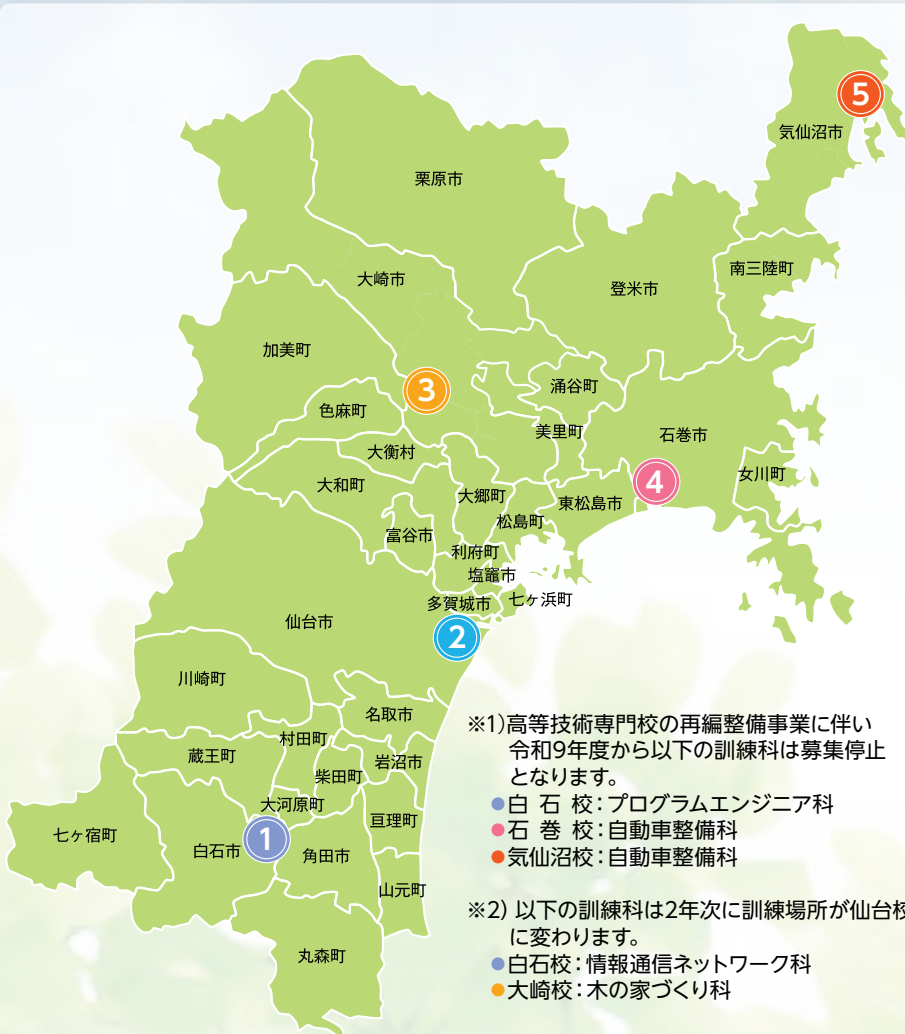 5
気仙沼市
栗原市
南三陸町
大崎市
登米市
加美町
3
涌谷町
色麻町
美里町
石巻市
大衡村
女川町
4
大和町
大郷町
東松島市
松島町
富谷市
利府町
塩竈市
多賀城市
七ヶ浜町
仙台市
2
川崎町
名取市
村田町
蔵王町
岩沼市
柴田町
大河原町
亘理町
七ヶ宿町
白石市
1
角田市
山元町
丸森町
※1)高等技術専門校の再編整備事業に伴い
令和9年度から以下の訓練科は募集停止
となります。
●白 石 校:プログラムエンジニア科
●石 巻 校:自動車整備科
●気仙沼校:自動車整備科
※2) 以下の訓練科は2年次に訓練場所が仙台校
に変わります。
●白石校:情報通信ネットワーク科
●大崎校:木の家づくり科